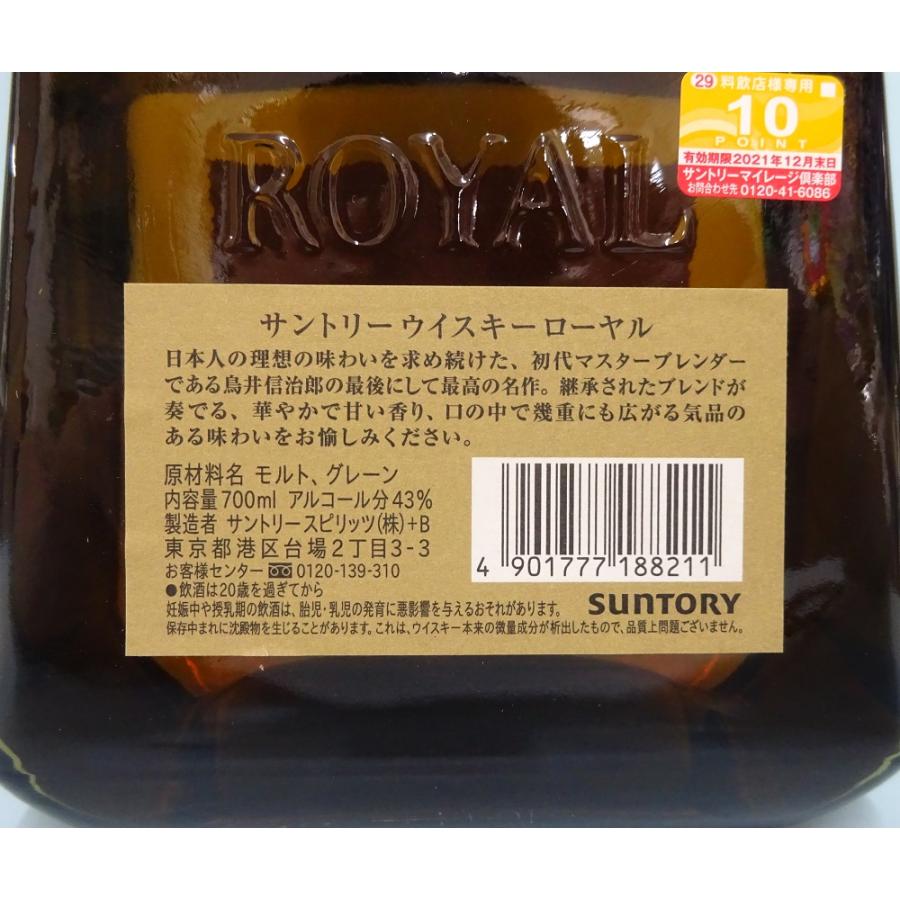 29 料飲店様専用
10
POINT
有効期限2021年12月末日
サントリーマイレージ倶楽部
お問合わせ先 0120-41-6086
ROYAL
サントリー ウイスキー ローヤル
日本人の理想の味わいを求め続けた、初代マスターブレンダー
である鳥井信治郎の最後にして最高の名作。継承されたブレンドが
奏でる、華やかで甘い香り、口の中で幾重にも広がる気品の
ある味わいをお愉しみください。
原材料名 モルト、グレーン
内容量700ml アルコール分43%
製造者 サントリースピリッツ(株)+B
東京都港区台場2丁目3-3
お客様センター 0120-139-310
●飲酒は20歳を過ぎてから
妊娠中や授乳期の飲酒は、胎児・乳児の発育に悪影響を与えるおそれがあります。
保存中まれに沈殿物を生じることがあります。これは、ウイスキー本来の微量成分が析出したもので、品質上問題ございません。
4 901777 188211
SUNTORY